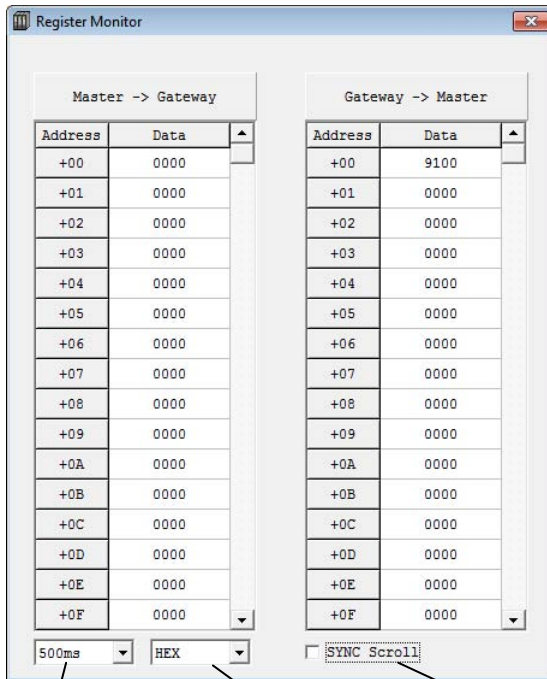 Register Monitor
Master -> Gateway
Address Data
+00 0000
+01 0000
+02 0000
+03 0000
+04 0000
+05 0000
+06 0000
+07 0000
+08 0000
+09 0000
+0A 0000
+0B 0000
+0C 0000
+0D 0000
+0E 0000
+0F 0000
500ms HEX
Gateway -> Master
Address Data
+00 9100
+01 0000
+02 0000
+03 0000
+04 0000
+05 0000
+06 0000
+07 0000
+08 0000
+09 0000
+0A 0000
+0B 0000
+0C 0000
+0D 0000
+0E 0000
+0F 0000
SYNC Scroll